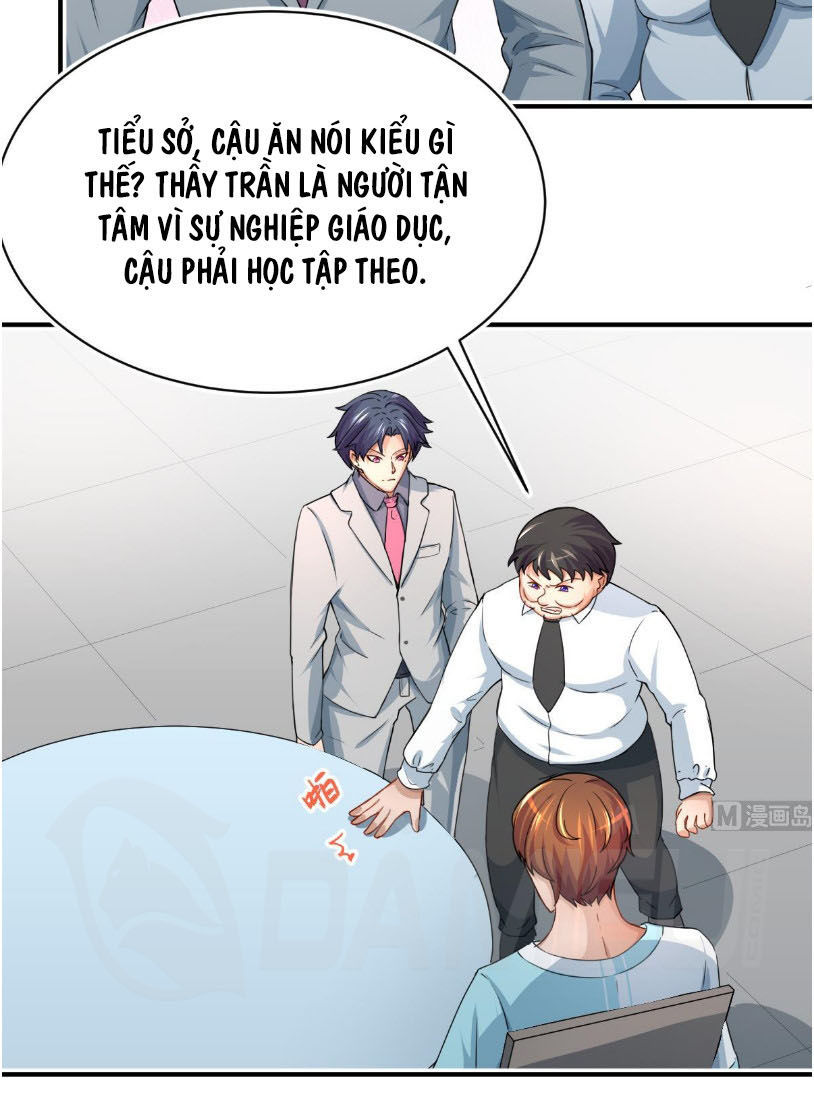 TIỂU SỞ, CẬU ĂN NÓI KIỂU GÌ
THẾ? THẦY TRẦN LÀ NGƯỜI TẬN
TÂM VÌ SỰ NGHIỆP GIÁO DỤC,
CẬU PHẢI HỌC TẬP THEO.
啪
M 漫画岛